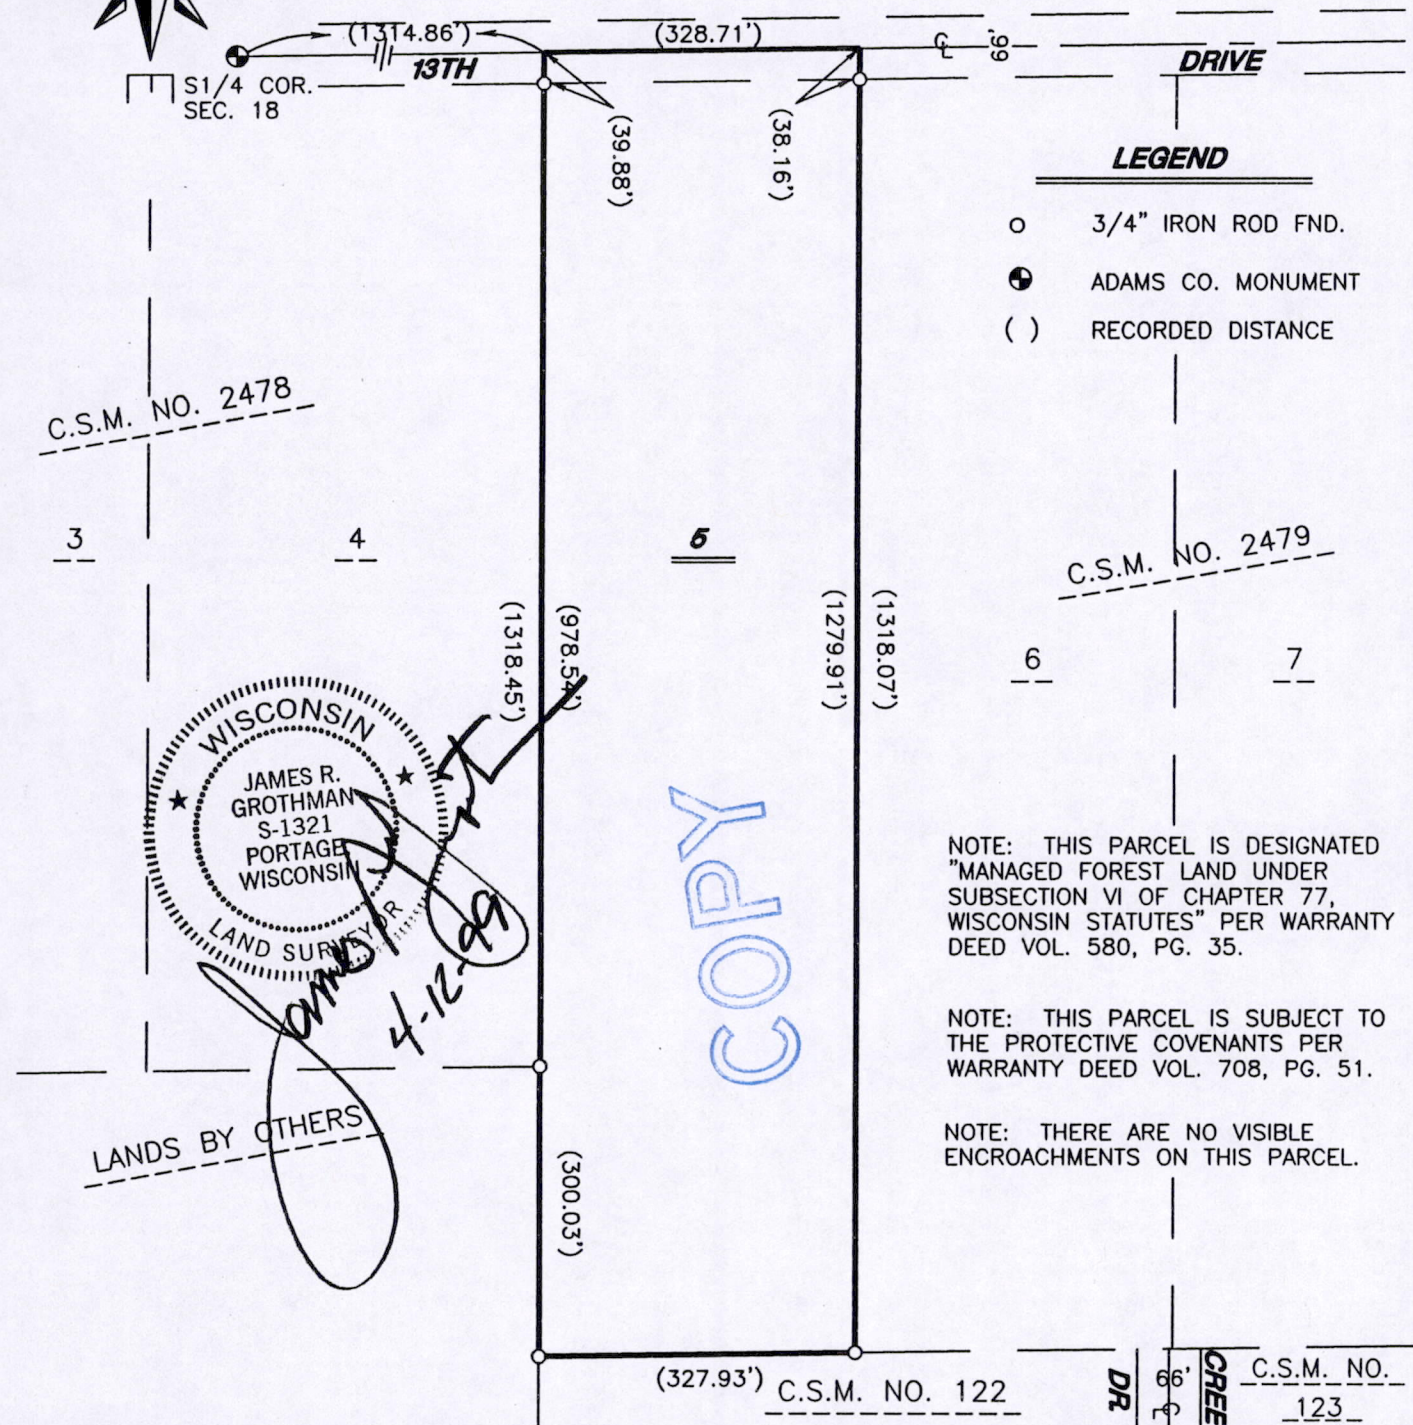 (1314.86')
(328.71')
℄
66'
13TH
DRIVE
S1/4 COR.
SEC. 18
(39.88')
(38.16')
LEGEND
3/4" IRON ROD FND.
ADAMS CO. MONUMENT
( ) RECORDED DISTANCE
C.S.M. NO. 2478
3
4
5
C.S.M. NO. 2479
6
7
(1318.45')
(978.54')
(1279.91')
(1318.07')
WISCONSIN
JAMES R.
GROTHMAN
S-1321
PORTAGE
WISCONSIN
LAND SURVEYOR
4-12-99
COPY
NOTE: THIS PARCEL IS DESIGNATED
"MANAGED FOREST LAND UNDER
SUBSECTION VI OF CHAPTER 77,
WISCONSIN STATUTES" PER WARRANTY
DEED VOL. 580, PG. 35.
NOTE: THIS PARCEL IS SUBJECT TO
THE PROTECTIVE COVENANTS PER
WARRANTY DEED VOL. 708, PG. 51.
NOTE: THERE ARE NO VISIBLE
ENCROACHMENTS ON THIS PARCEL.
LANDS BY OTHERS
(300.03')
(327.93')
C.S.M. NO. 122
DR
66'
CREE
C.S.M. NO.
123